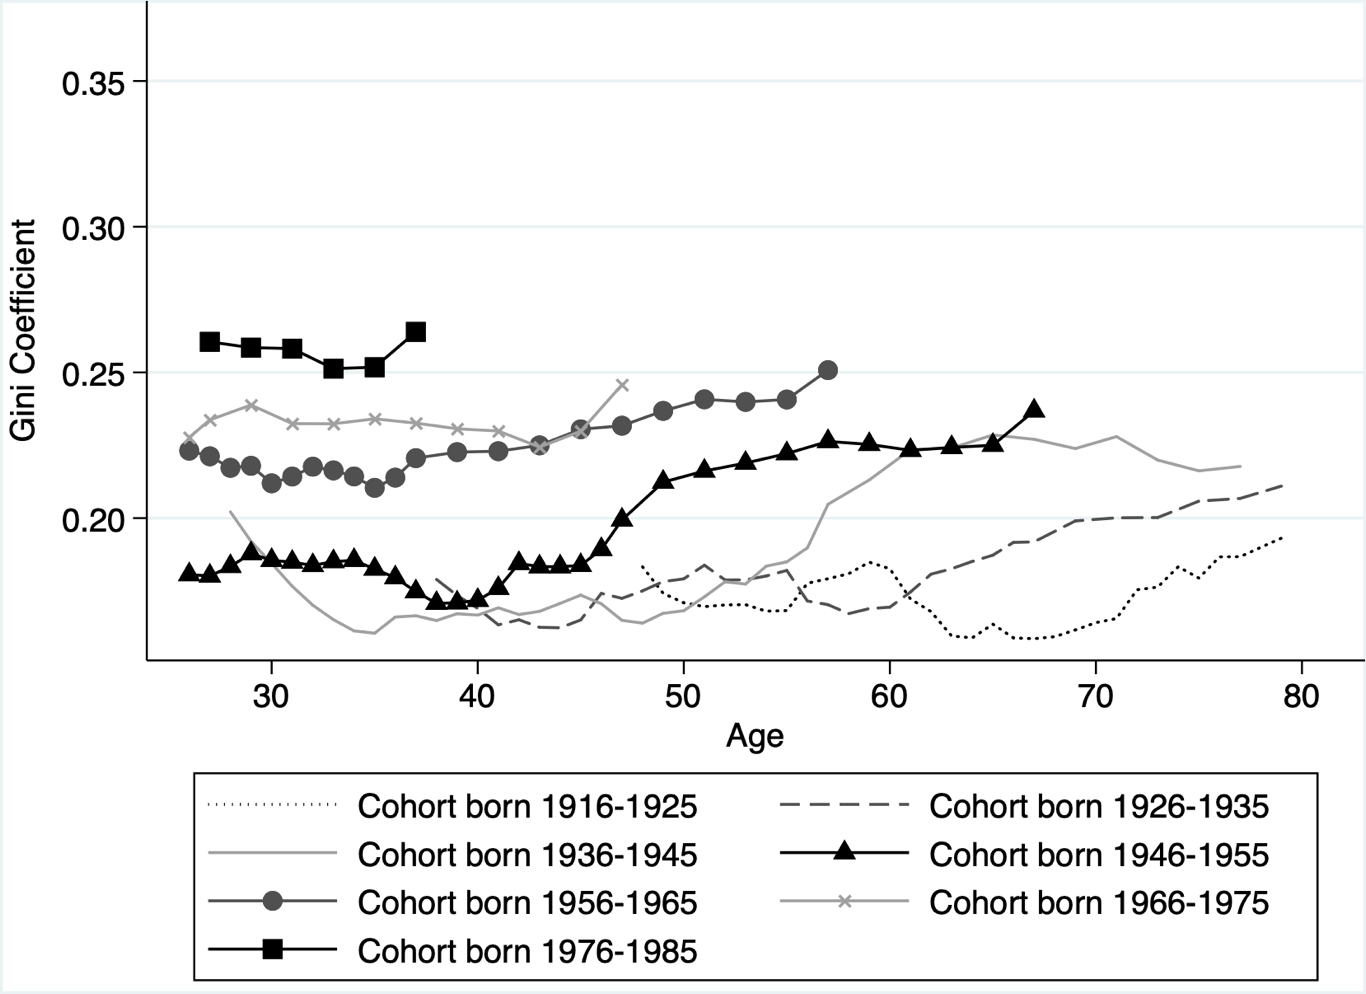 0.35
0.30
0.25
0.20
Gini Coefficient
30 40 50 60 70 80
Age
Cohort born 1916-1925 Cohort born 1926-1935
Cohort born 1936-1945 Cohort born 1946-1955
Cohort born 1956-1965 Cohort born 1966-1975
Cohort born 1976-1985